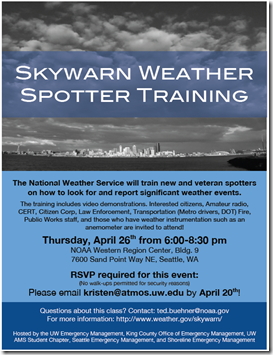 SKYWARN WEATHER
SPOTTER TRAINING
The National Weather Service will train new and veteran spotters
on how to look for and report significant weather events.
The training includes video demonstrations. Interested citizens, Amateur radio,
CERT, Citizen Corp, Law Enforcement, Transportation (Metro drivers, DOT) Fire,
Public Works staff, and those who have weather instrumentation such as an
anemometer are invited to attend!
Thursday, April 26th from 6:00-8:30 pm
NOAA Western Region Center, Bldg. 9
7600 Sand Point Way NE, Seattle, WA
RSVP required for this event:
(No walk-ups permitted for security reasons)
Please email kristen@atmos.uw.edu by April 20th!
Questions about this class? Contact: ted.buehner@noaa.gov
For more information: http://www.weather.gov/skywarn/
Hosted by the UW Emergency Management, King County Office of Emergency Management, UW
AMS Student Chapter, Seattle Emergency Management, and Shoreline Emergency Management